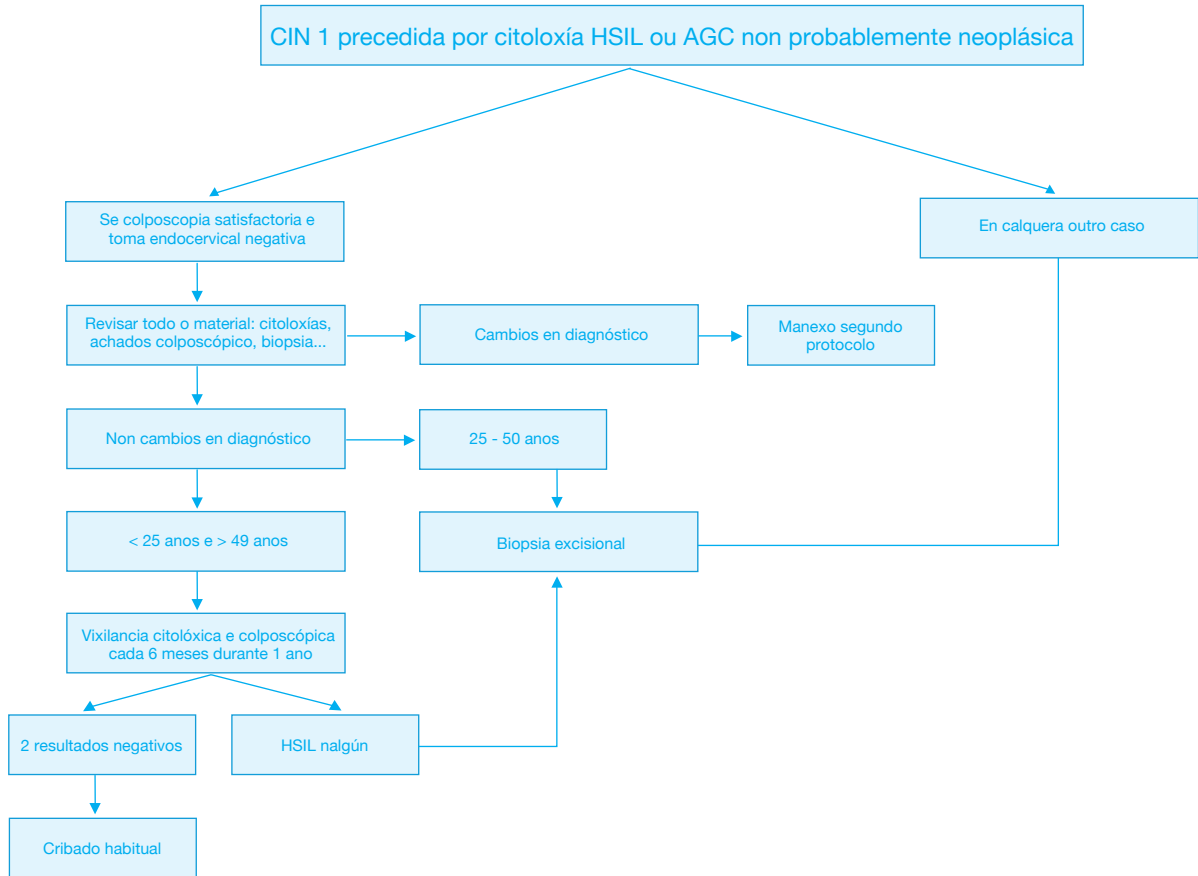 CIN 1 precedida por citoloxía HSIL ou AGC non probablemente neoplásica
Se colposcopia satisfactoria e
toma endocervical negativa
En calquera outro caso
Revisar todo o material: citoloxías,
achados colposcópico, biopsia...
Cambios en diagnóstico
Manexo segundo
protocolo
Non cambios en diagnóstico
25 - 50 anos
< 25 anos e > 49 anos
Biopsia excisional
Vixilancia citolóxica e colposcópica
cada 6 meses durante 1 ano
2 resultados negativos
HSIL nalgún
Cribado habitual